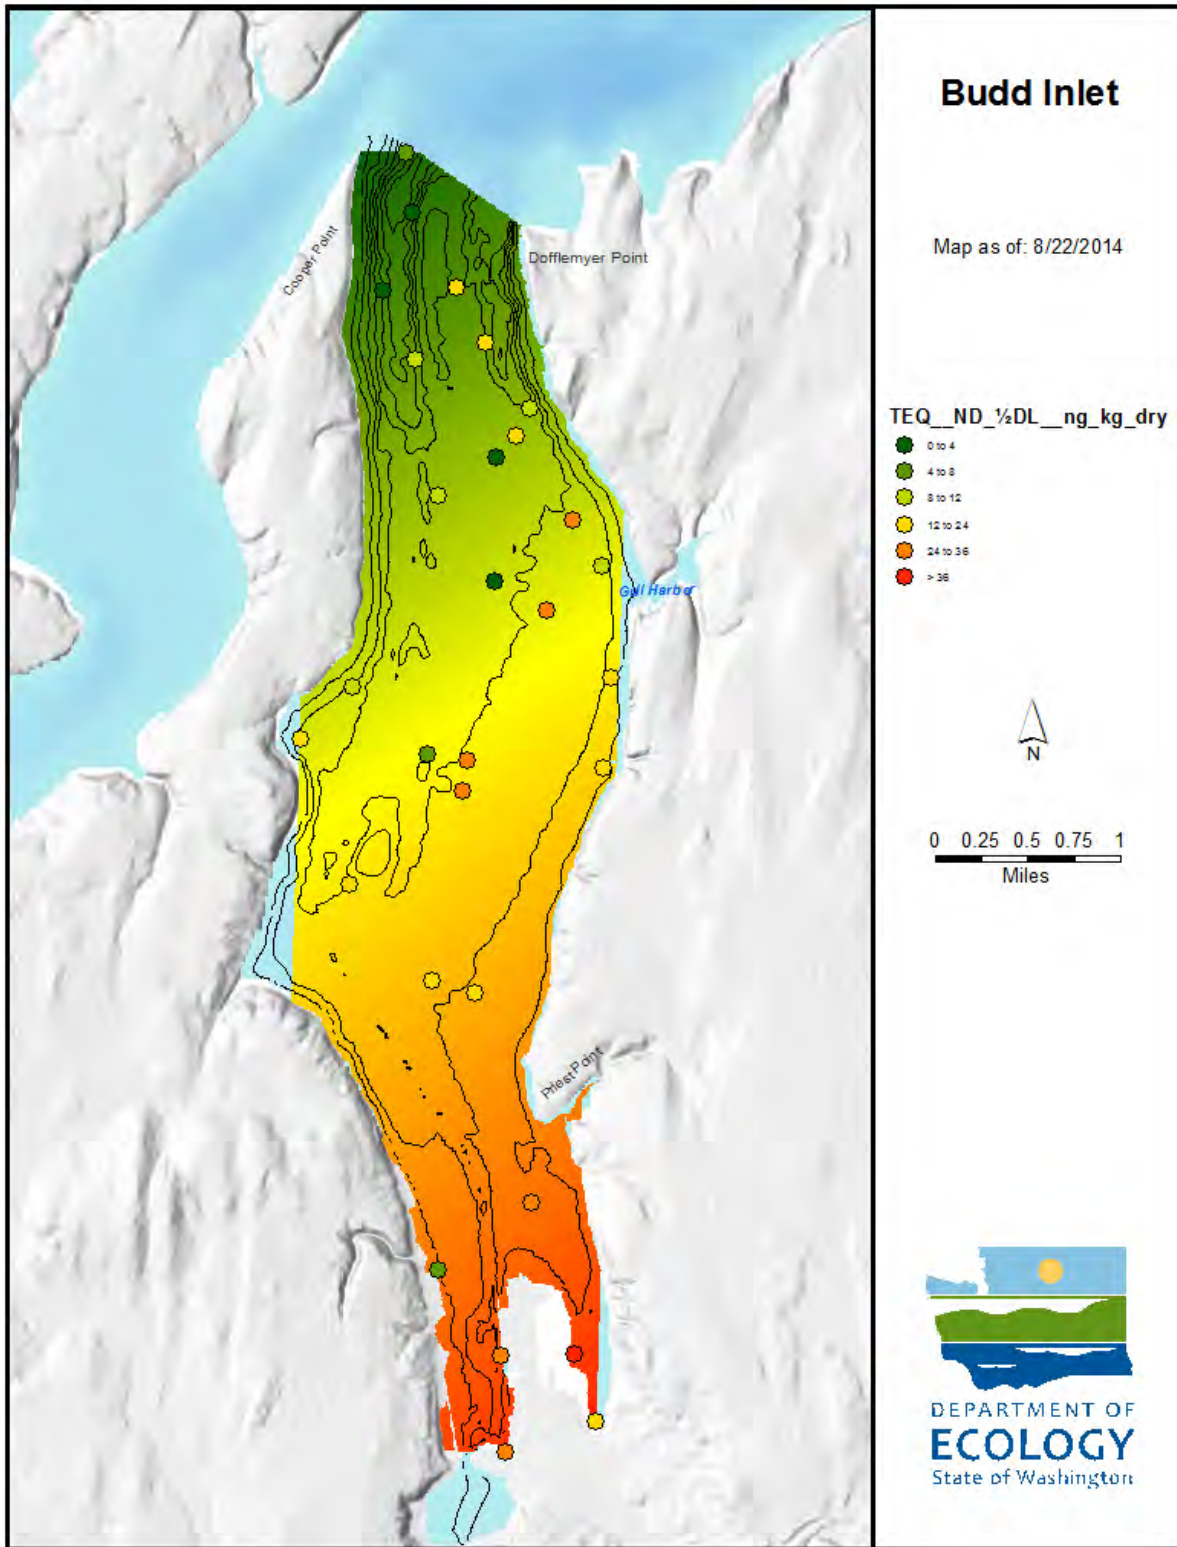 Budd Inlet
Map as of: 8/22/2014
Cooper Point
Dofflemyer Point
TEQ__ND_½DL__ng_kg_dry
0 to 4
4 to 8
8 to 12
12 to 24
24 to 36
> 36
Gull Harbor
N
0 0.25 0.5 0.75 1
Miles
Priest Point
DEPARTMENT OF
ECOLOGY
State of Washington